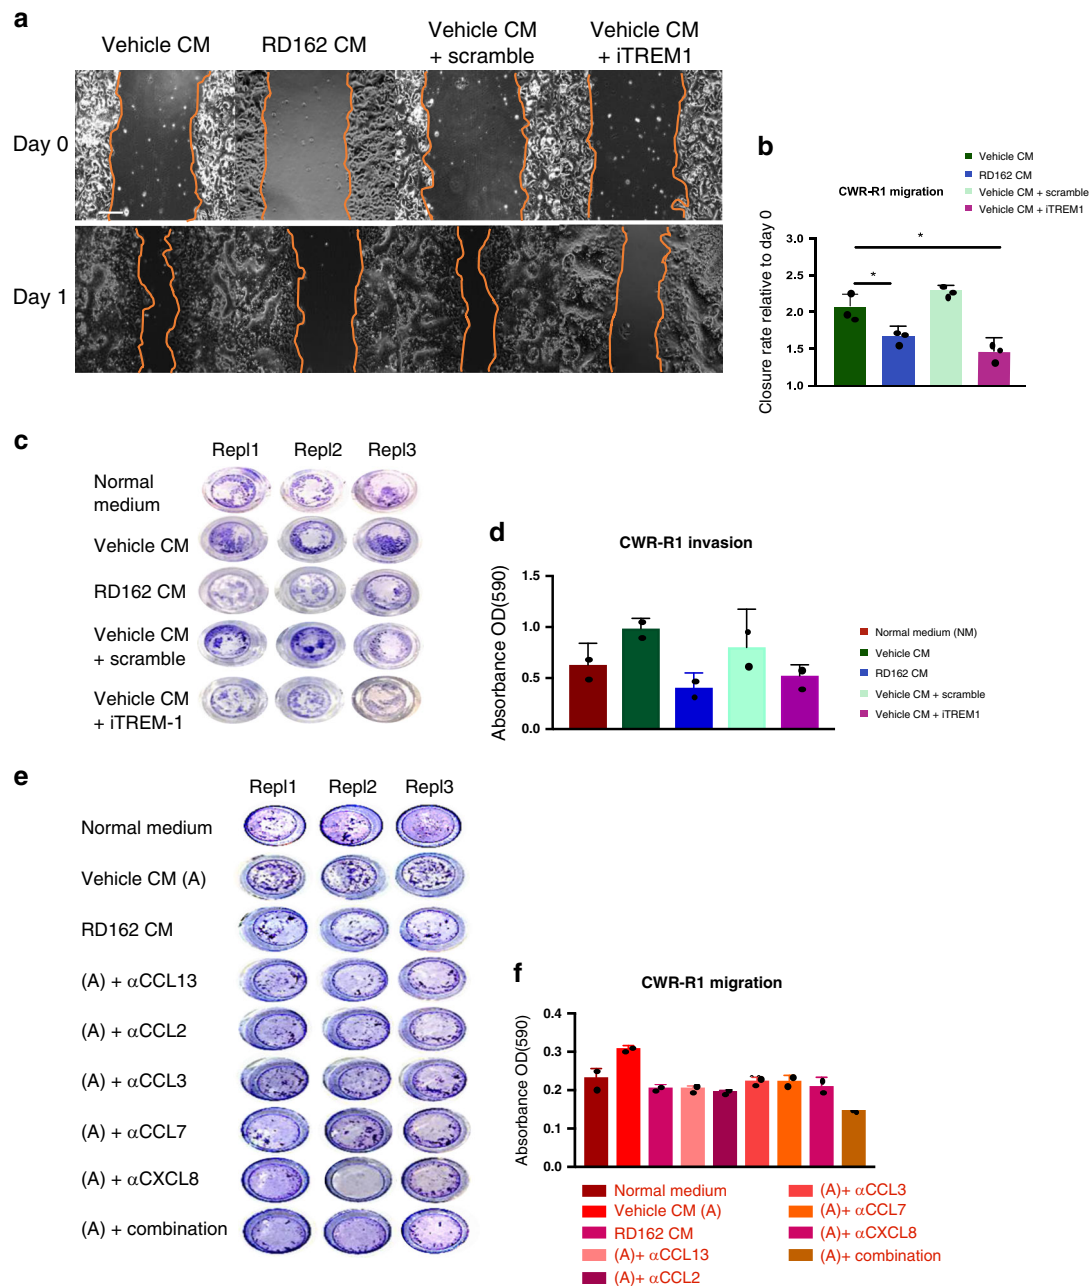 a
Vehicle CM
RD162 CM
Vehicle CM
+ scramble
Vehicle CM
+ iTREM1
Day 0
Day 1
b
Vehicle CM
RD162 CM
Vehicle CM + scramble
Vehicle CM + iTREM1
CWR-R1 migration
Closure rate relative to day 0
3.0
2.5
2.0
1.5
1.0
*
*
c
Repl1
Repl2
Repl3
Normal
medium
Vehicle CM
RD162 CM
Vehicle CM
+ scramble
Vehicle CM
+ iTREM-1
d
CWR-R1 invasion
Absorbance OD(590)
1.5
1.0
0.5
0.0
Normal medium (NM)
Vehicle CM
RD162 CM
Vehicle CM + scramble
Vehicle CM + iTREM1
e
Repl1
Repl2
Repl3
Normal medium
Vehicle CM (A)
RD162 CM
(A) + αCCL13
(A) + αCCL2
(A) + αCCL3
(A) + αCCL7
(A) + αCXCL8
(A) + combination
f
CWR-R1 migration
Absorbance OD(590)
0.4
0.3
0.2
0.1
0.0
Normal medium
Vehicle CM (A)
RD162 CM
(A)+ αCCL13
(A)+ αCCL2
(A)+ αCCL3
(A)+ αCCL7
(A)+ αCXCL8
(A)+ combination